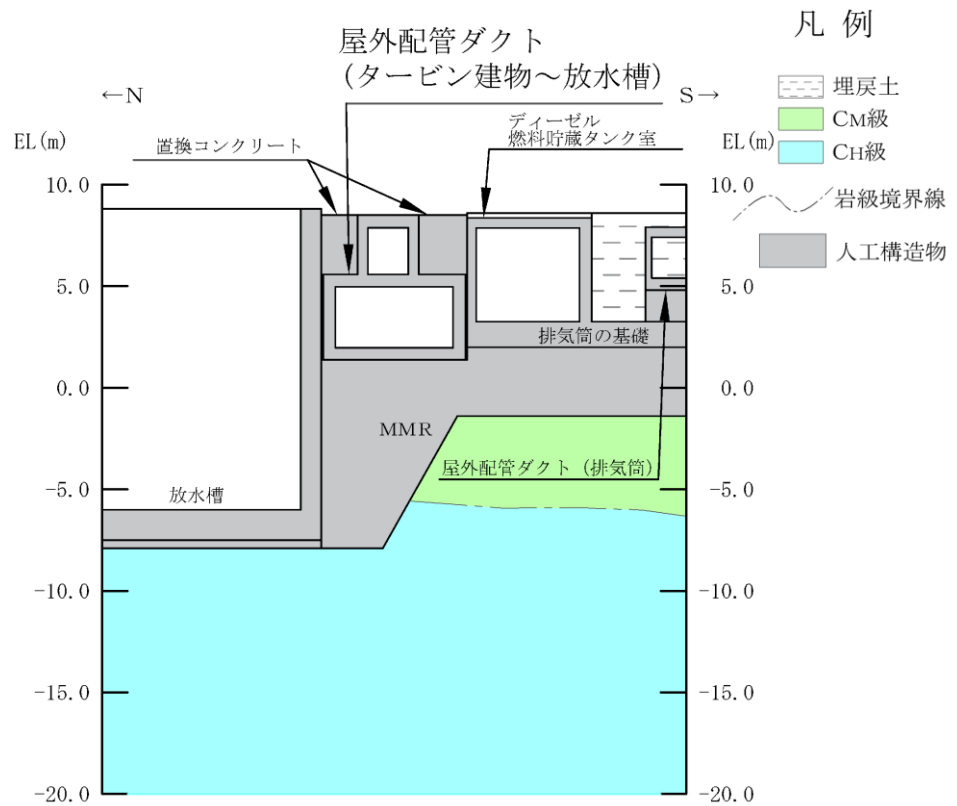 凡 例
屋外配管ダクト
（タービン建物～放水槽）
←N
S→
埋戻土
CM級
CH級
岩級境界線
人工構造物
EL(m)
EL(m)
置換コンクリート
ディーゼル
燃料貯蔵タンク室
10.0
10.0
5.0
5.0
排気筒の基礎
0.0
0.0
MMR
屋外配管ダクト（排気筒）
-5.0
-5.0
放水槽
-10.0
-10.0
-15.0
-15.0
-20.0
-20.0